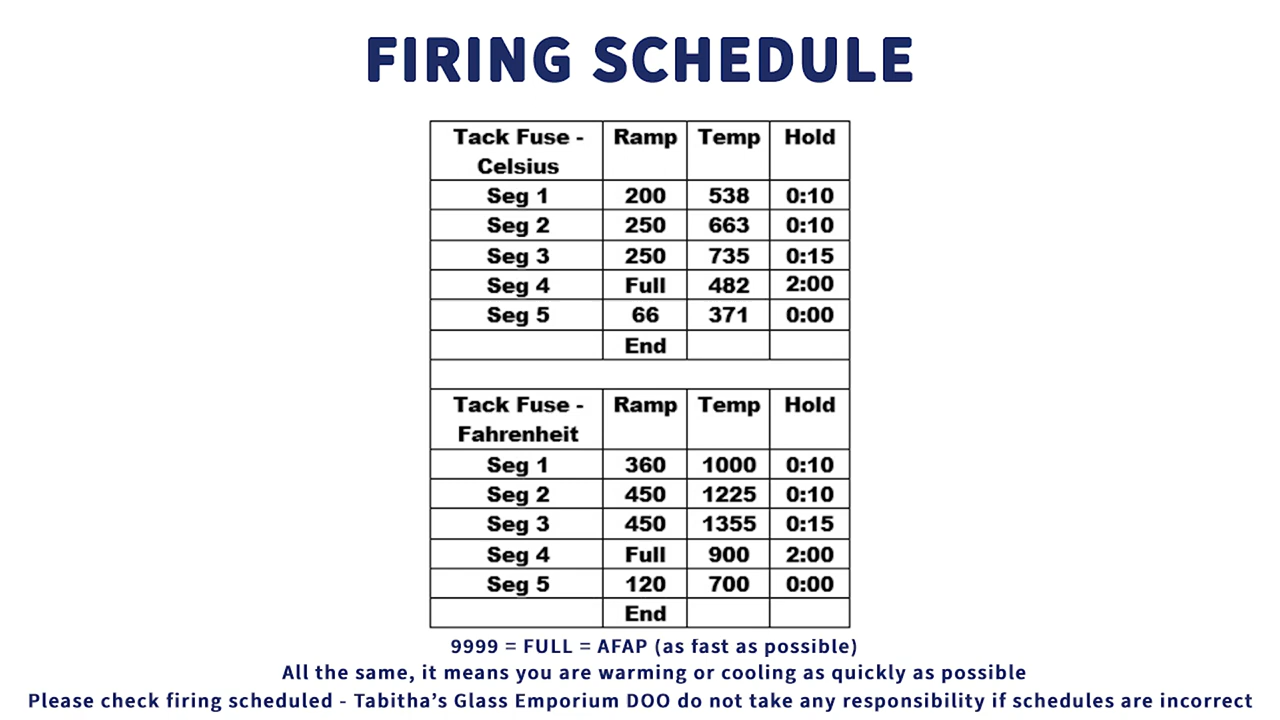 FIRING SCHEDULE
Tack Fuse - Ramp Temp Hold
Celsius
Seg 1 200 538 0:10
Seg 2 250 663 0:10
Seg 3 250 735 0:15
Seg 4 Full 482 2:00
Seg 5 66 371 0:00
End
Tack Fuse - Ramp Temp Hold
Fahrenheit
Seg 1 360 1000 0:10
Seg 2 450 1225 0:10
Seg 3 450 1355 0:15
Seg 4 Full 900 2:00
Seg 5 120 700 0:00
End
9999 = FULL = AFAP (as fast as possible)
All the same, it means you are warming or cooling as quickly as possible
Please check firing scheduled - Tabitha's Glass Emporium DOO do not take any responsibility if schedules are incorrect